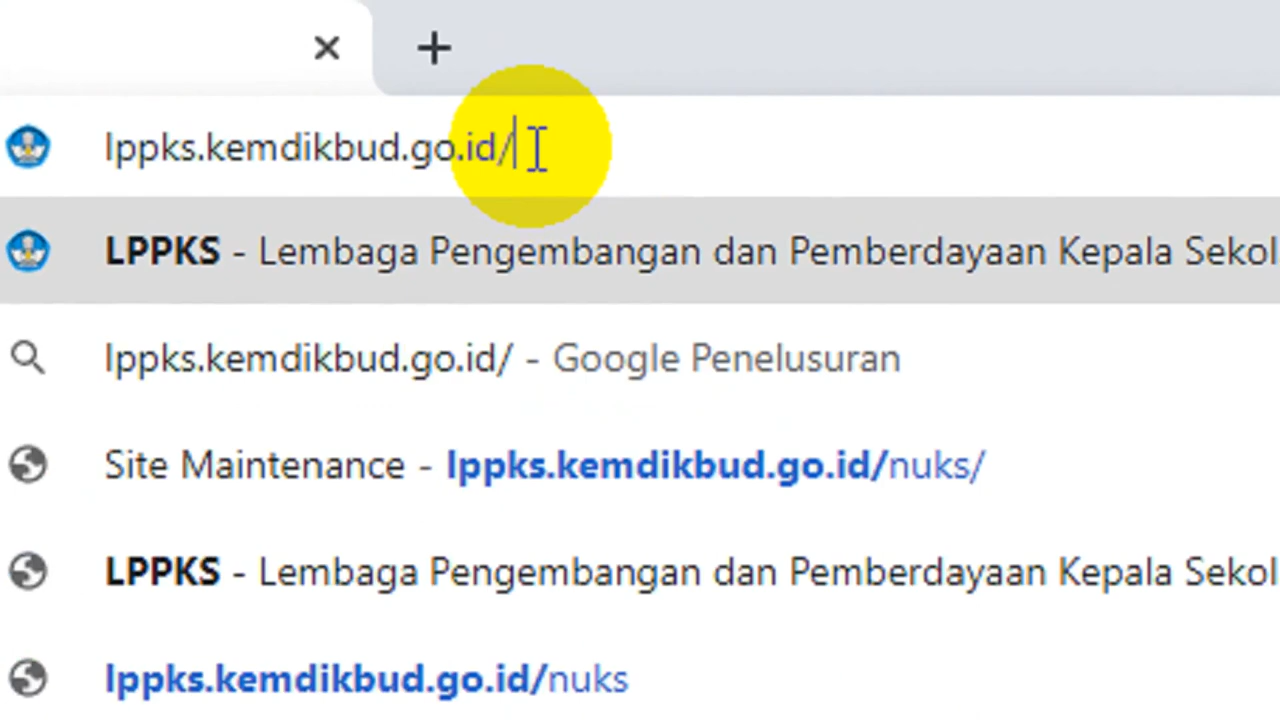 lppks.kemdikbud.go.id/
LPPKS - Lembaga Pengembangan dan Pemberdayaan Kepala Sekol
lppks.kemdikbud.go.id/ - Google Penelusuran
Site Maintenance - lppks.kemdikbud.go.id/nuks/
LPPKS - Lembaga Pengembangan dan Pemberdayaan Kepala Sekol
lppks.kemdikbud.go.id/nuks